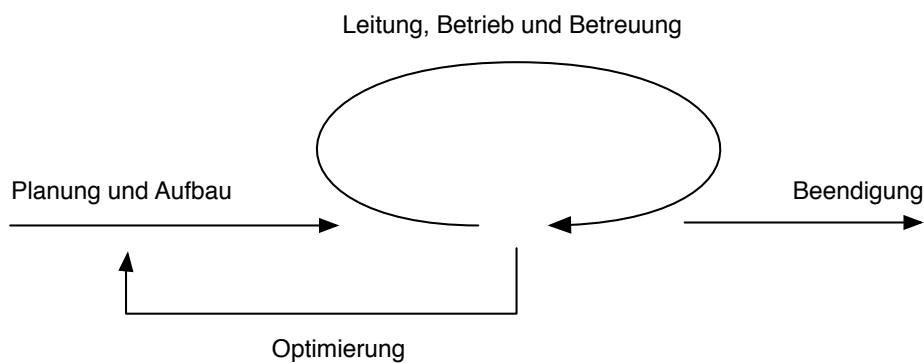 Leitung, Betrieb und Betreuung
Planung und Aufbau
Beendigung
Optimierung